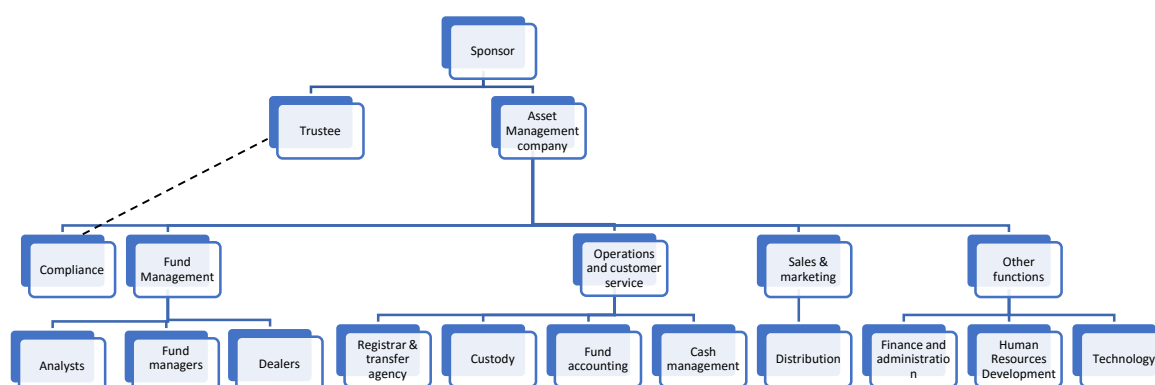 Sponsor
Trustee
Asset
Management
company
Compliance
Fund
Management
Operations
and customer
service
Sales &
marketing
Other
functions
Analysts
Fund
managers
Dealers
Registrar &
transfer
agency
Custody
Fund
accounting
Cash
management
Distribution
Finance and
administratio
n
Human
Resources
Development
Technology